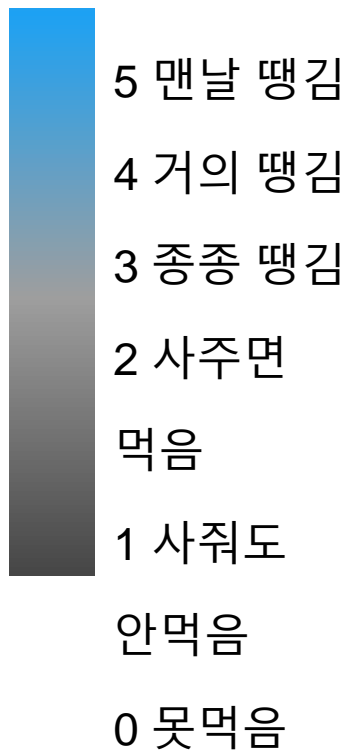 5 맨날 땡김
4 거의 땡김
3 종종 땡김
2 사주면
먹음
1 사줘도
안먹음
0 못먹음